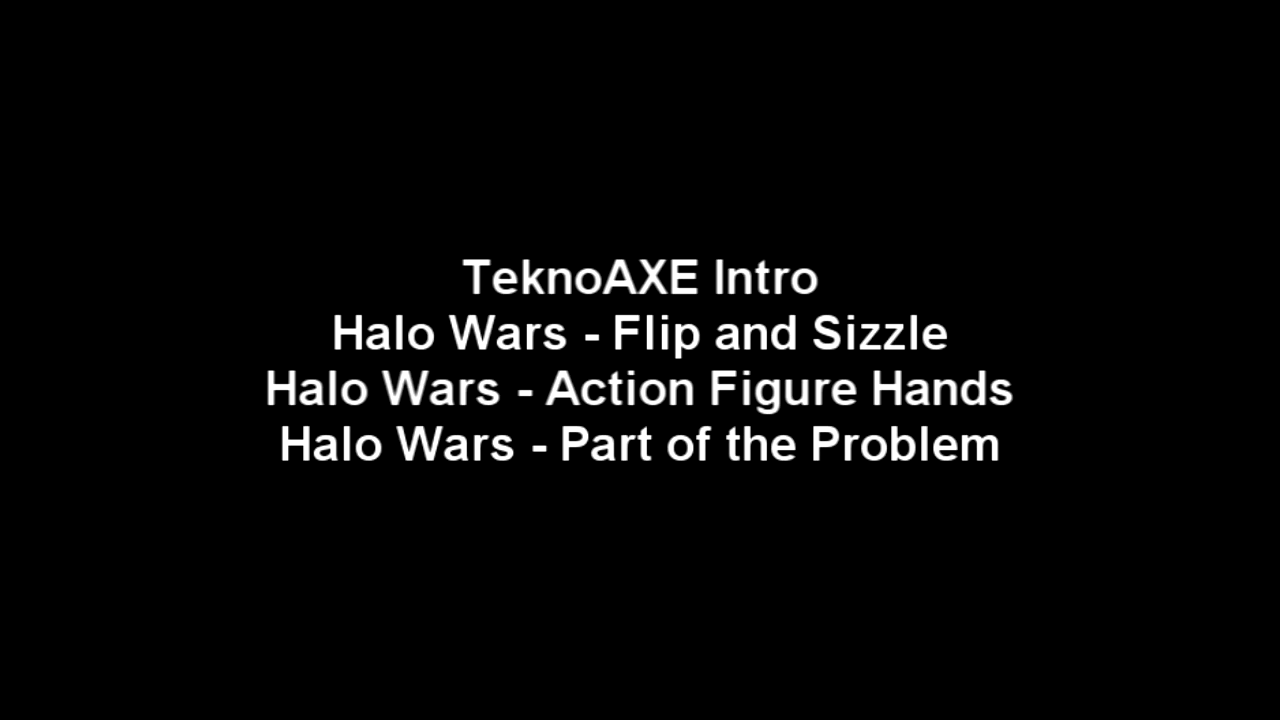 TeknoAXE Intro
Halo Wars - Flip and Sizzle
Halo Wars - Action Figure Hands
Halo Wars - Part of the Problem